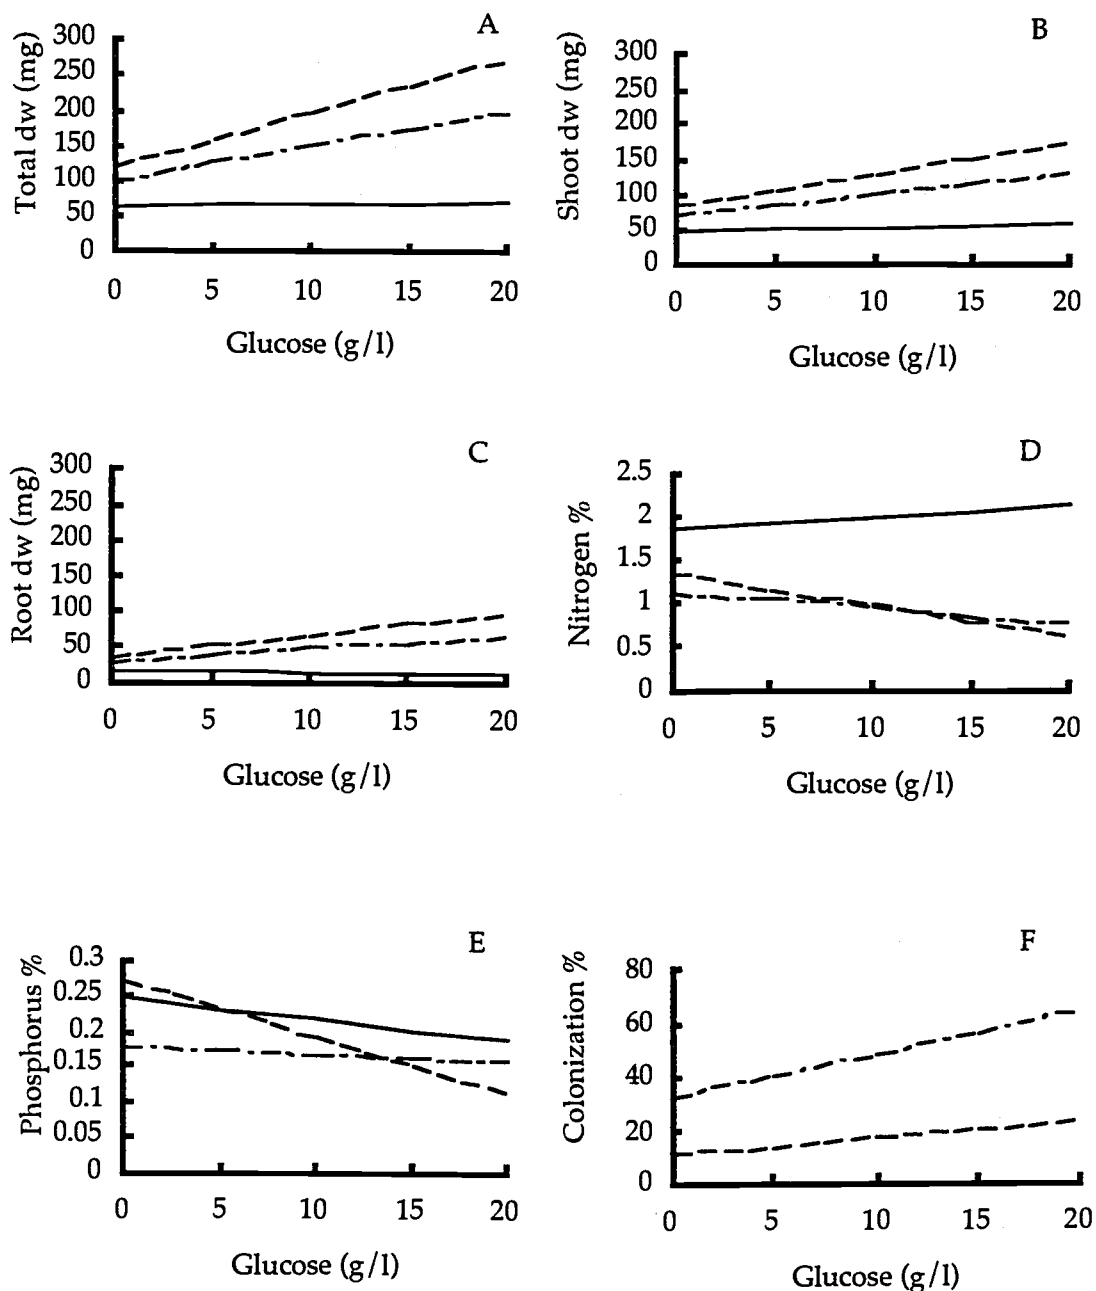 A
Total dw (mg)
300
250
200
150
100
50
0
0 5 10 15 20
Glucose (g/l)
B
Shoot dw (mg)
300
250
200
150
100
50
0
0 5 10 15 20
Glucose (g/l)
C
Root dw (mg)
300
250
200
150
100
50
0
0 5 10 15 20
Glucose (g/l)
D
Nitrogen %
2.5
2
1.5
1
0.5
0
0 5 10 15 20
Glucose (g/l)
E
Phosphorus %
0.3
0.25
0.2
0.15
0.1
0.05
0
0 5 10 15 20
Glucose (g/l)
F
Colonization %
80
60
40
20
0
0 5 10 15 20
Glucose (g/l)